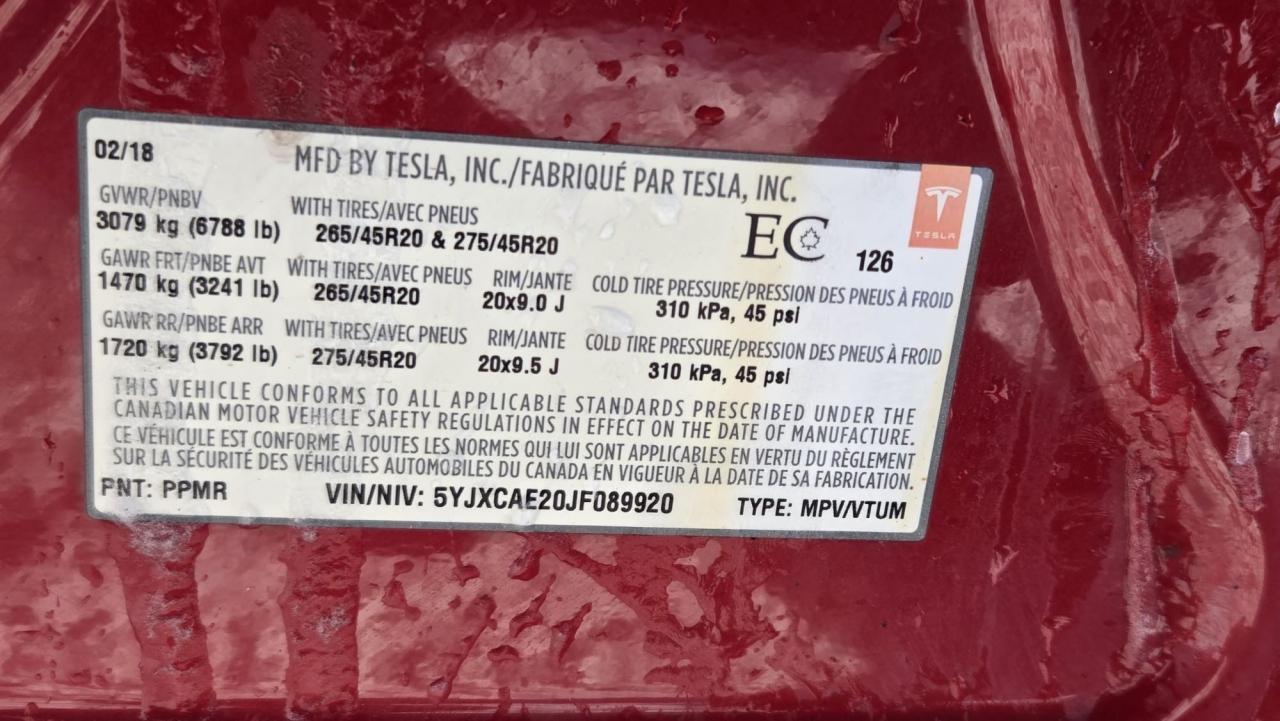 02/18 MFD BY TESLA, INC./FABRIQUÉ PAR TESLA, INC.
TESLA
GVWR/PNBV WITH TIRES/AVEC PNEUS
3079 kg (6788 lb) 265/45R20 & 275/45R20 EC 126
GAWR FRT/PNBE AVT WITH TIRES/AVEC PNEUS RIM/JANTE COLD TIRE PRESSURE/PRESSION DES PNEUS À FROID
1470 kg (3241 lb) 265/45R20 20x9.0 J 310 kPa, 45 psi
GAWR RR/PNBE ARR WITH TIRES/AVEC PNEUS RIM/JANTE COLD TIRE PRESSURE/PRESSION DES PNEUS À FROID
1720 kg (3792 lb) 275/45R20 20x9.5 J 310 kPa, 45 psi
THIS VEHICLE CONFORMS TO ALL APPLICABLE STANDARDS PRESCRIBED UNDER THE
CANADIAN MOTOR VEHICLE SAFETY REGULATIONS IN EFFECT ON THE DATE OF MANUFACTURE.
CE VÉHICULE EST CONFORME À TOUTES LES NORMES QUI LUI SONT APPLICABLES EN VERTU DU RÈGLEMENT
SUR LA SÉCURITÉ DES VÉHICULES AUTOMOBILES DU CANADA EN VIGUEUR À LA DATE DE SA FABRICATION.
PNT: PPMR VIN/NIV: 5YJXCAE20JF089920 TYPE: MPV/VTUM